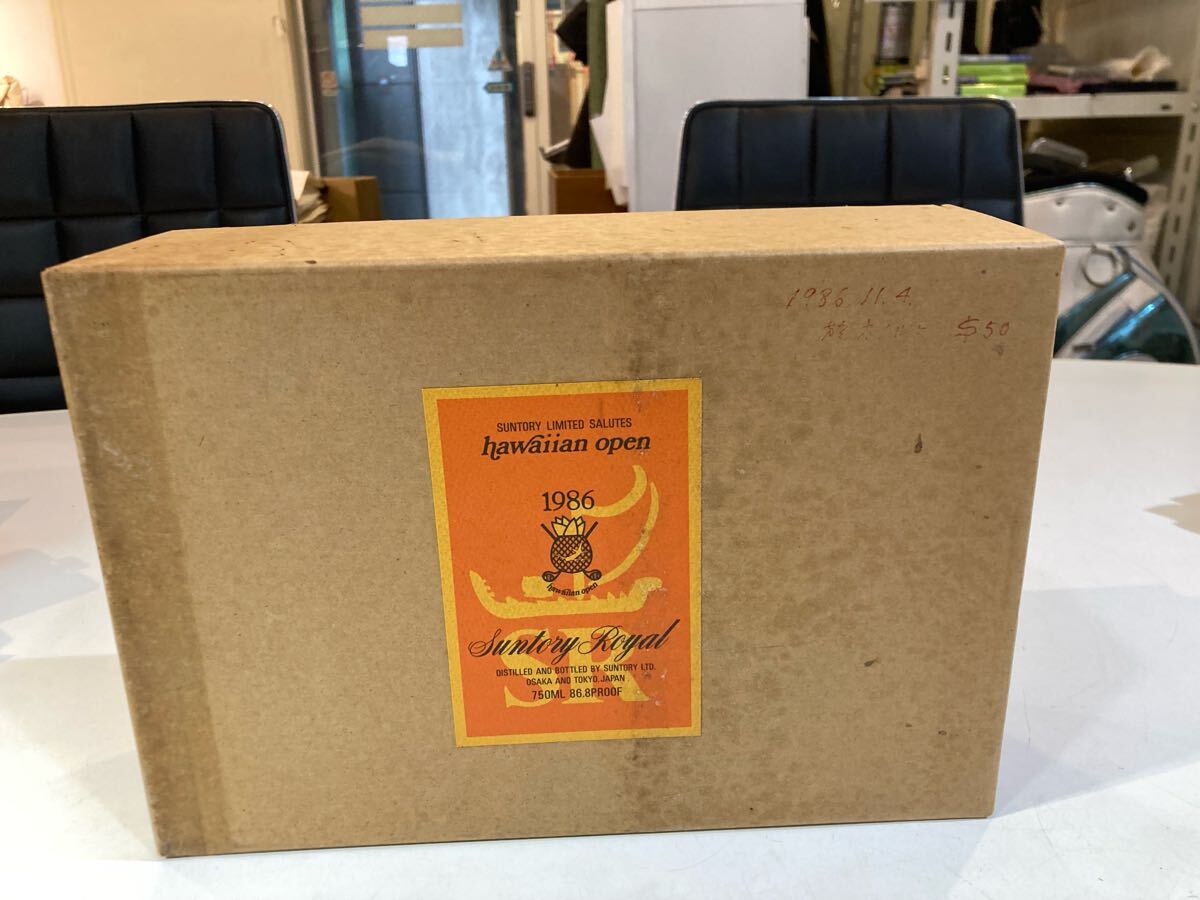 1986.11.4.
$50
SUNTORY LIMITED SALUTES
hawaiian open
1986
hawaiian open
SR
Suntory Royal
DISTILLED AND BOTTLED BY SUNTORY LTD.
OSAKA AND TOKYO, JAPAN
750ML 86.8PROOF